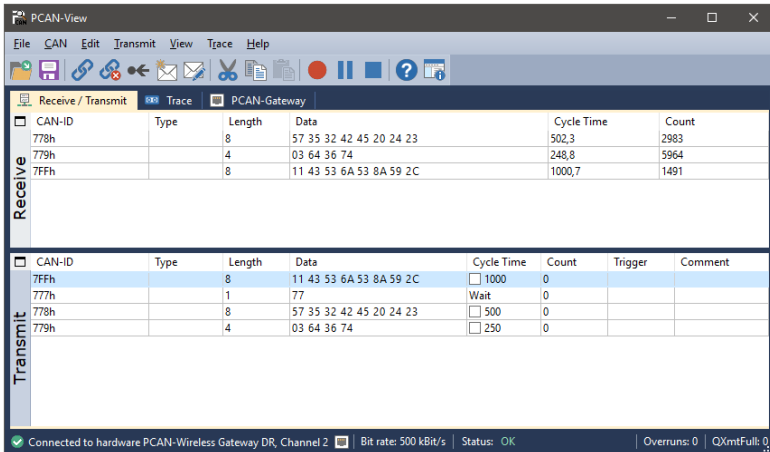 PCAN-View
File CAN Edit Transmit View Trace Help
Receive / Transmit Trace PCAN-Gateway
Receive
CAN-ID Type Length Data Cycle Time Count
778h 8 57 35 32 42 45 20 24 23 502,3 2983
779h 4 03 64 36 74 248,8 5964
7FFh 8 11 43 53 6A 53 8A 59 2C 1000,7 1491
Transmit
CAN-ID Type Length Data Cycle Time Count Trigger Comment
7FFh 8 11 43 53 6A 53 8A 59 2C 1000 0
777h 1 77 Wait 0
778h 8 57 35 32 42 45 20 24 23 500 0
779h 4 03 64 36 74 250 0
Connected to hardware PCAN-Wireless Gateway DR, Channel 2 Bit rate: 500 kBit/s Status: OK Overruns: 0 QXmtFull: 0